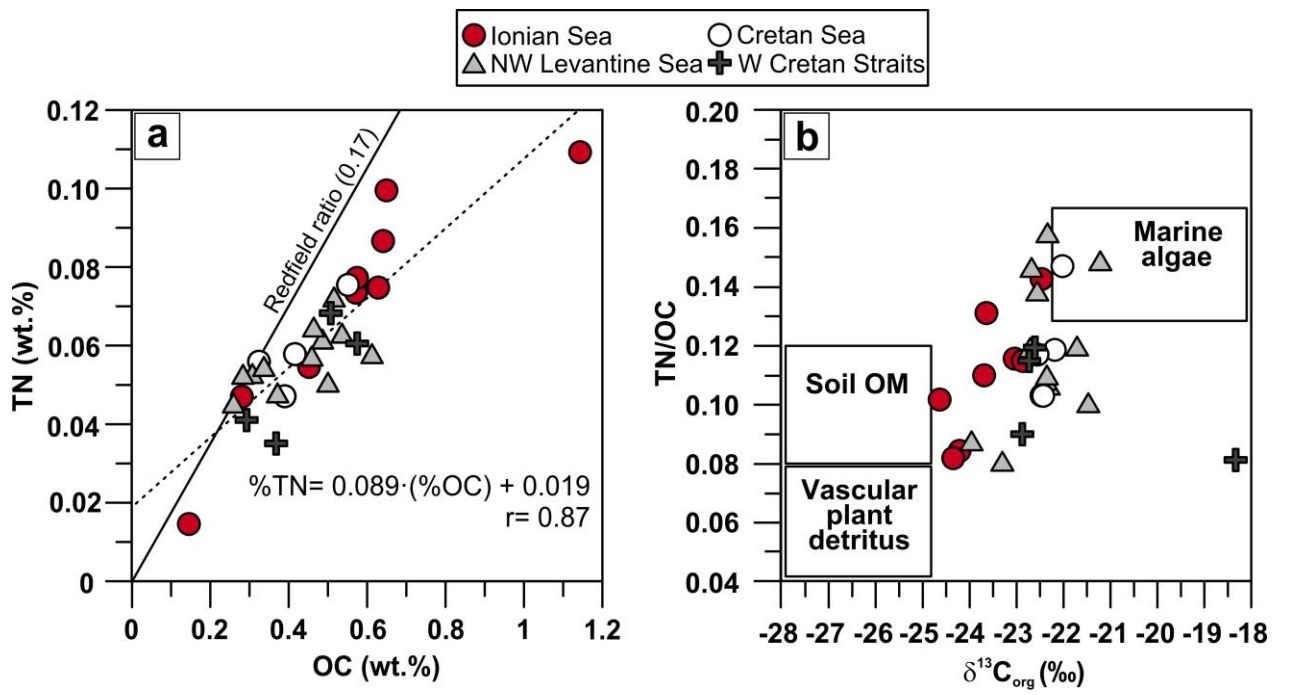 Ionian Sea
Cretan Sea
NW Levantine Sea
W Cretan Straits
a
0.12
0.10
0.08
0.06
0.04
0.02
0
TN (wt.%)
Redfield ratio (0.17)
%TN= 0.089·(%OC) + 0.019
r= 0.87
0
0.2
0.4
0.6
0.8
1
1.2
OC (wt.%)
b
0.20
0.18
0.16
0.14
0.12
0.10
0.08
0.06
0.04
TN/OC
Marine
algae
Soil OM
Vascular
plant
detritus
-28 -27 -26 -25 -24 -23 -22 -21 -20 -19 -18
δ¹³Corg (‰)